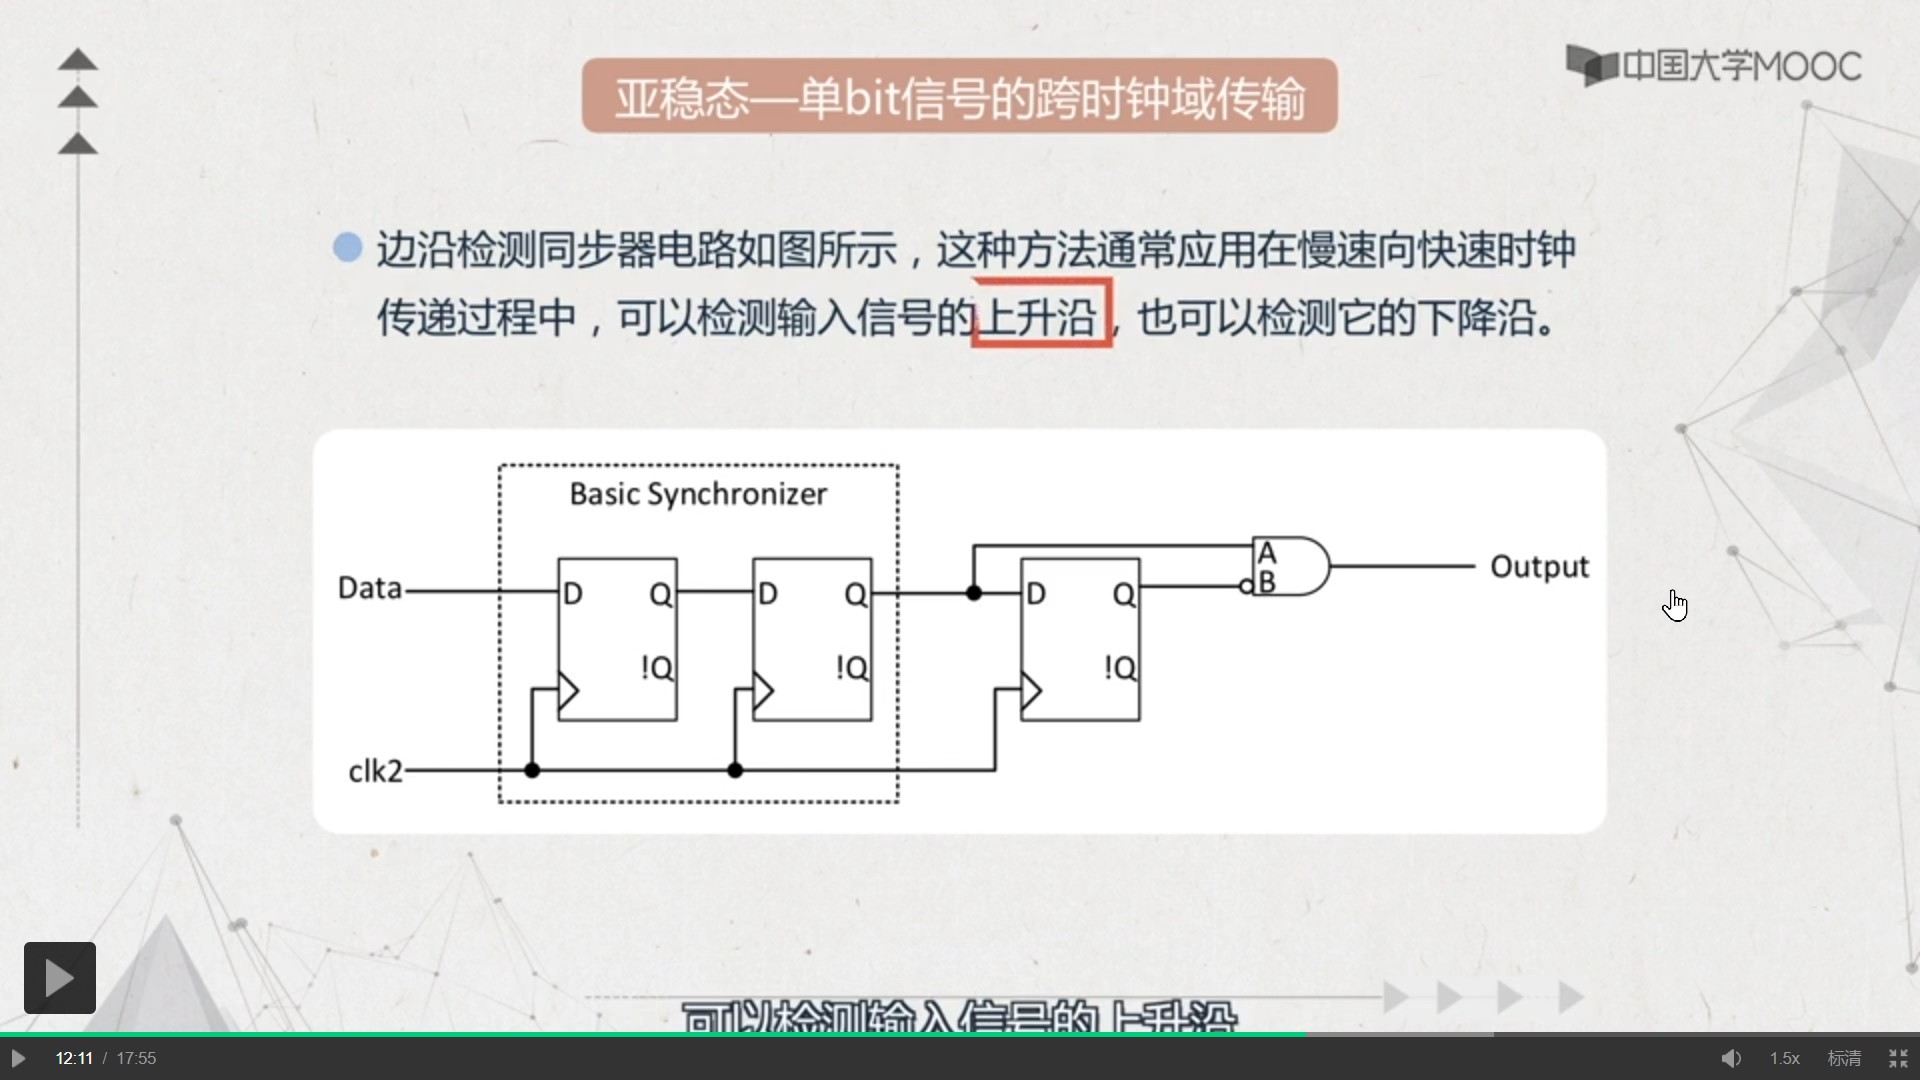 中国大学MOOC
亚稳态—单bit信号的跨时钟域传输
边沿检测同步器电路如图所示，这种方法通常应用在慢速向快速时钟
传递过程中，可以检测输入信号的上升沿，也可以检测它的下降沿。
Basic Synchronizer
Data
D Q
!Q
D Q
!Q
D Q
!Q
A
B
Output
clk2
可以检测输入信号的上升沿
12:11 / 17:55
1.5x
标清